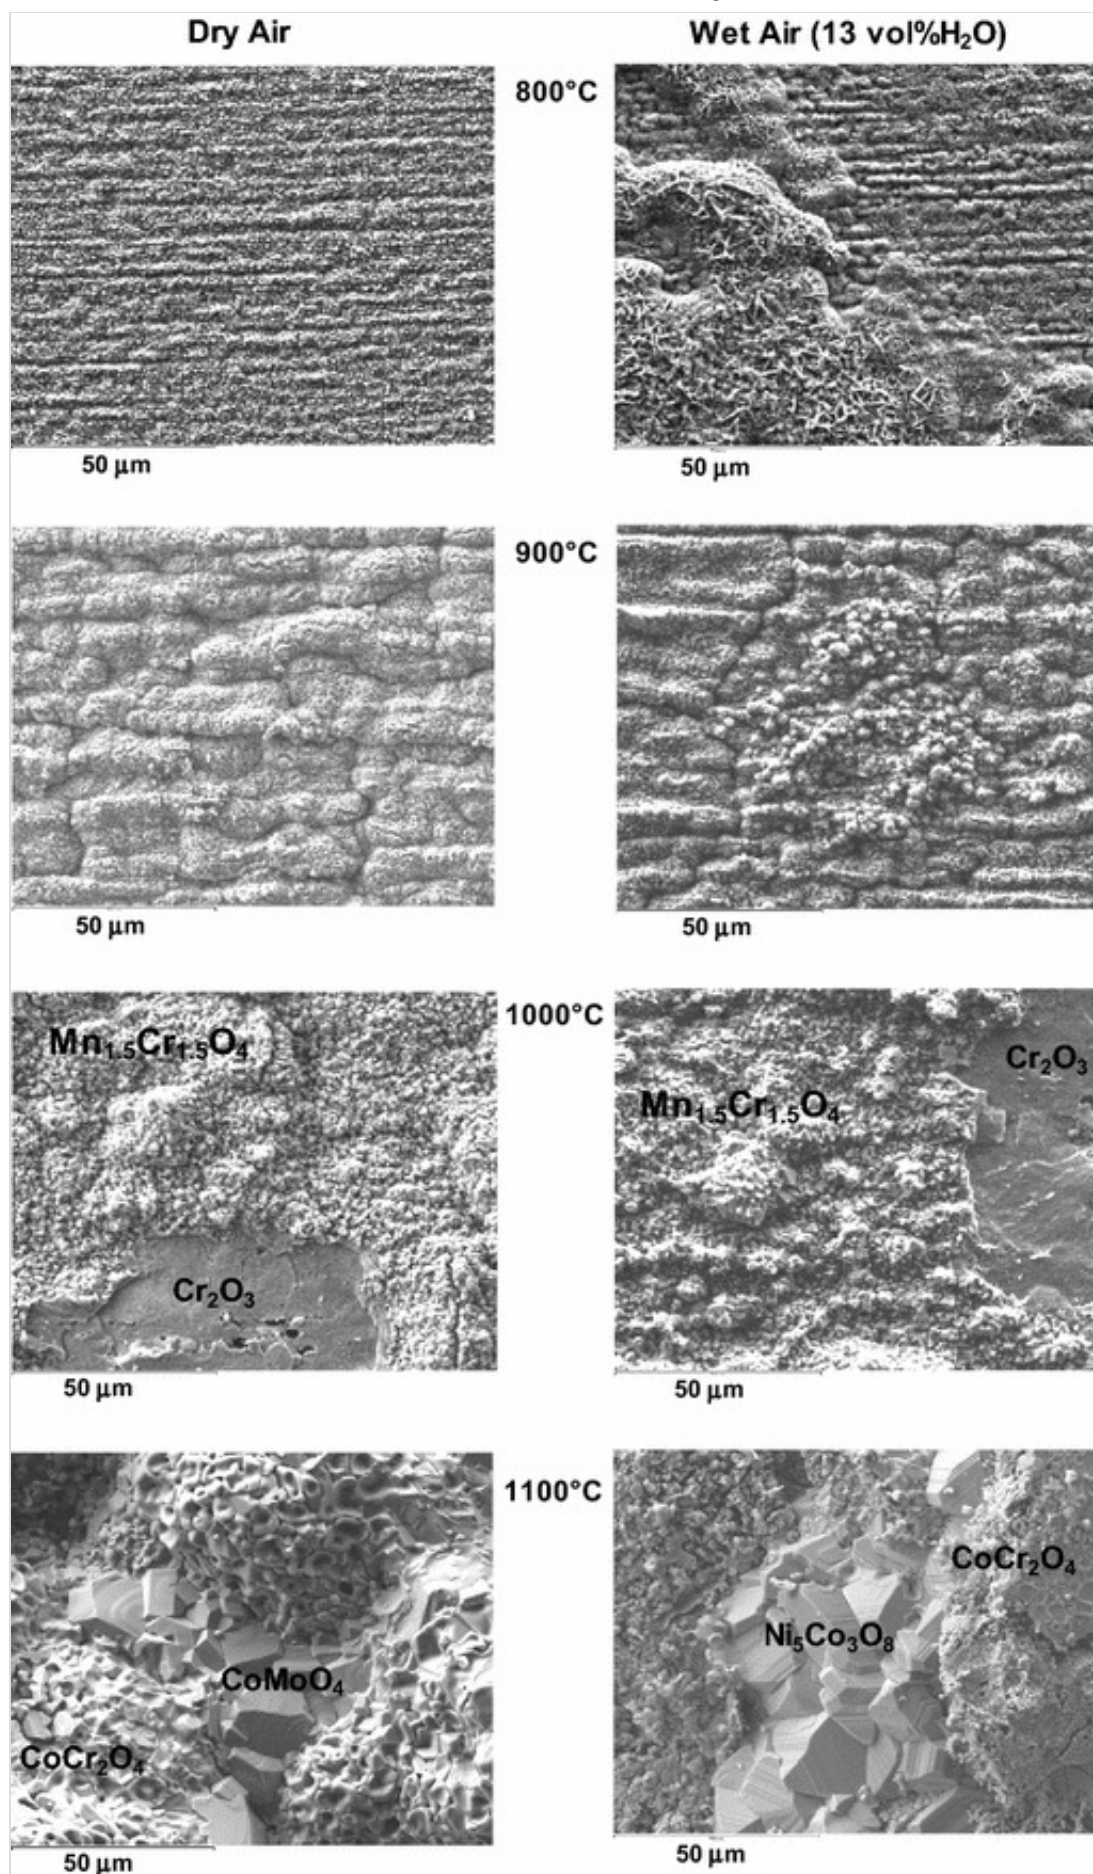 Dry Air
Wet Air (13 vol%H₂O)
800°C
50 μm
50 μm
900°C
50 μm
50 μm
1000°C
Mn₁.₅Cr₁.₅O₄
Cr₂O₃
Mn₁.₅Cr₁.₅O₄
Cr₂O₃
50 μm
50 μm
1100°C
CoCr₂O₄
Ni₅Co₃O₈
CoMoO₄
CoCr₂O₄
50 μm
50 μm